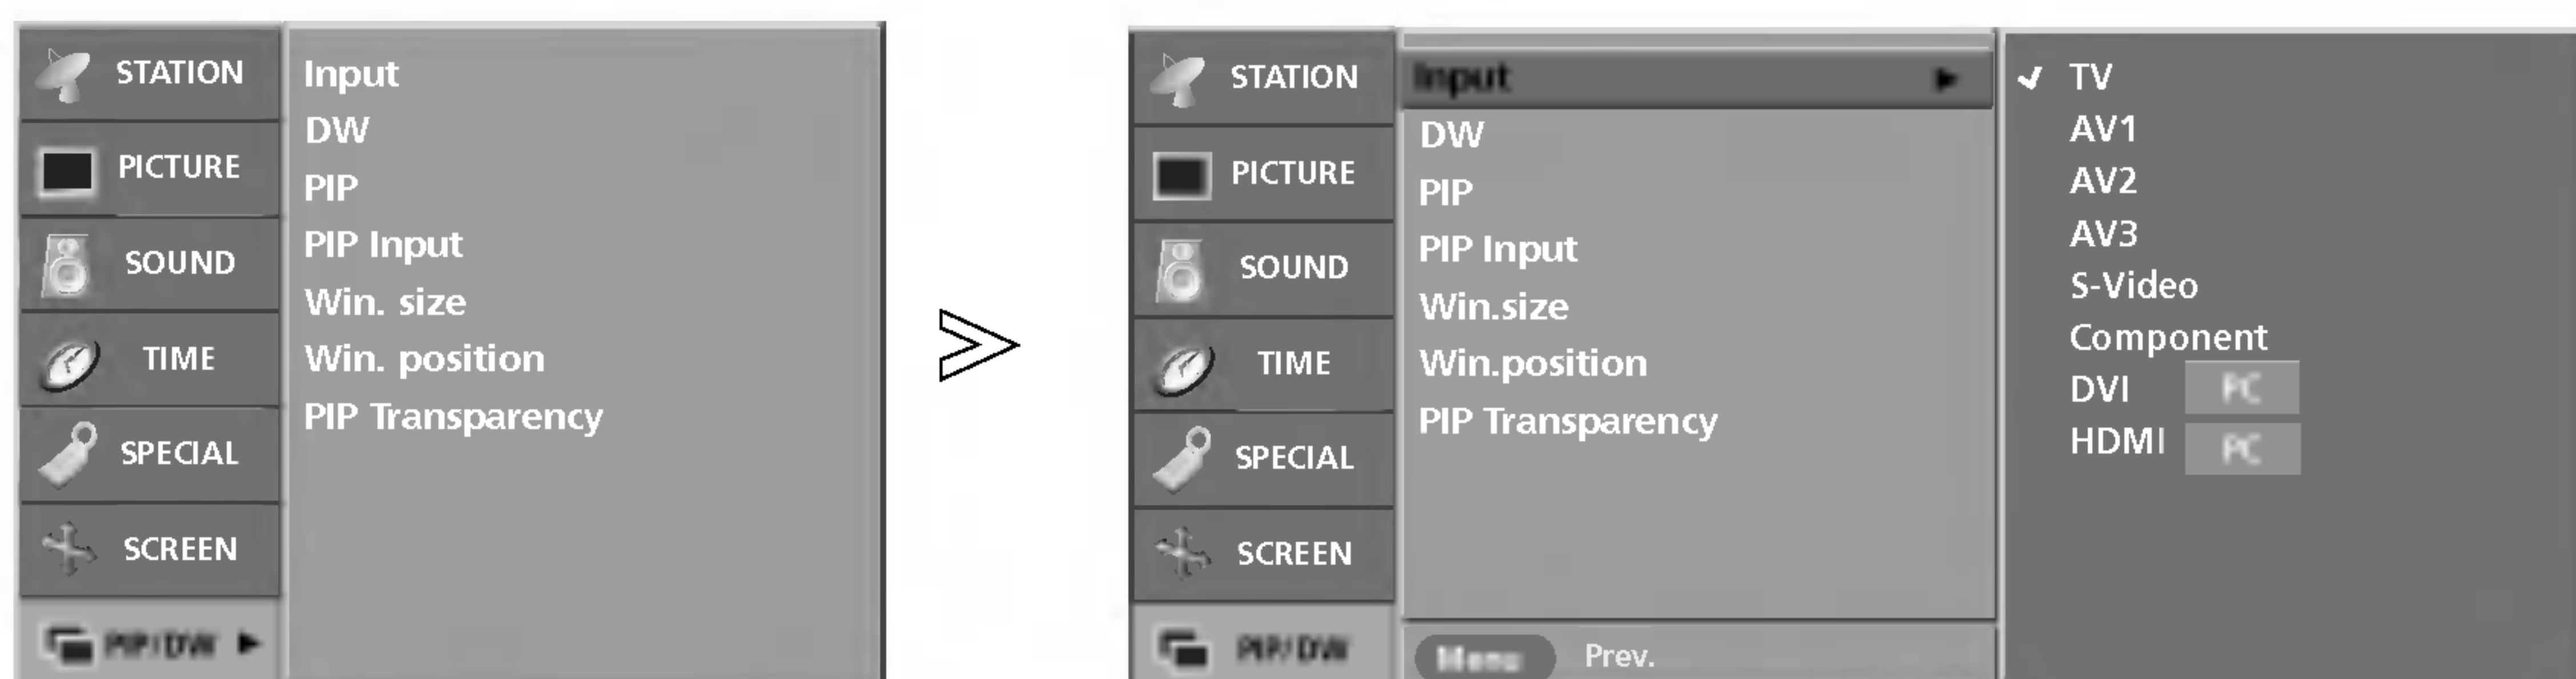 STATION
PICTURE
SOUND
TIME
SPECIAL
SCREEN
PIP/DW
Input
DW
PIP
PIP Input
Win. size
Win. position
PIP Transparency
STATION
PICTURE
SOUND
TIME
SPECIAL
SCREEN
PIP/DW
Input
DW
PIP
PIP Input
Win.size
Win.position
PIP Transparency
Menu Prev.
TV
AV1
AV2
AV3
S-Video
Component
DVI PC
HDMI PC